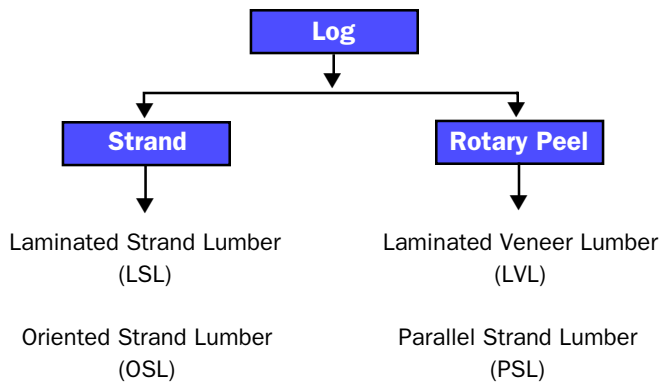 Log
Strand
Rotary Peel
Laminated Strand Lumber
(LSL)
Laminated Veneer Lumber
(LVL)
Oriented Strand Lumber
(OSL)
Parallel Strand Lumber
(PSL)